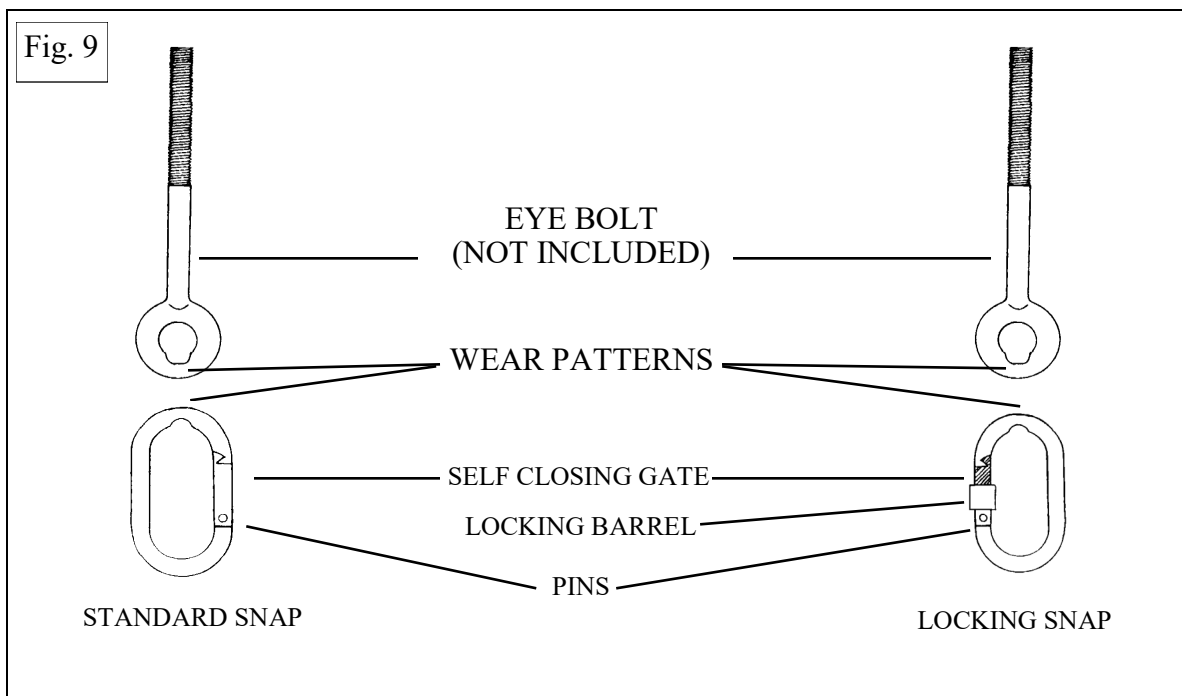 Fig. 9
EYE BOLT
(NOT INCLUDED)
WEAR PATTERNS
SELF CLOSING GATE
LOCKING BARREL
PINS
STANDARD SNAP
LOCKING SNAP